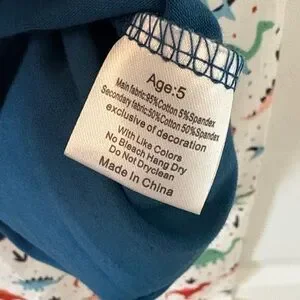 Age:5
Main fabric:95%Cotton 5%Spandex
Secondary fabric:50%Cotton 50%Spandex
exclusive of decoration
With Like Colors
No Bleach Hang Dry
Do Not Dryclean
Made In China